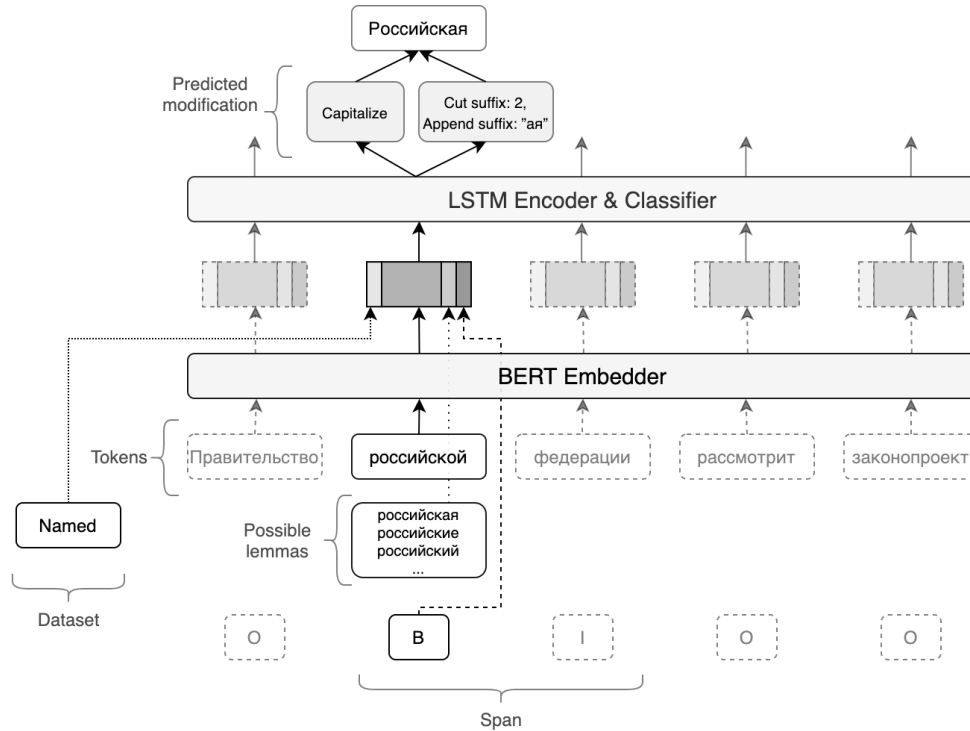 Российская
Predicted
modification
Capitalize
Cut suffix: 2,
Append suffix: ”ая”
LSTM Encoder & Classifier
BERT Embedder
Tokens
Правительство
российской
федерации
рассмотрит
законопроект
Named
Possible
lemmas
российская
российские
российский
...
Dataset
O
B
I
O
O
Span